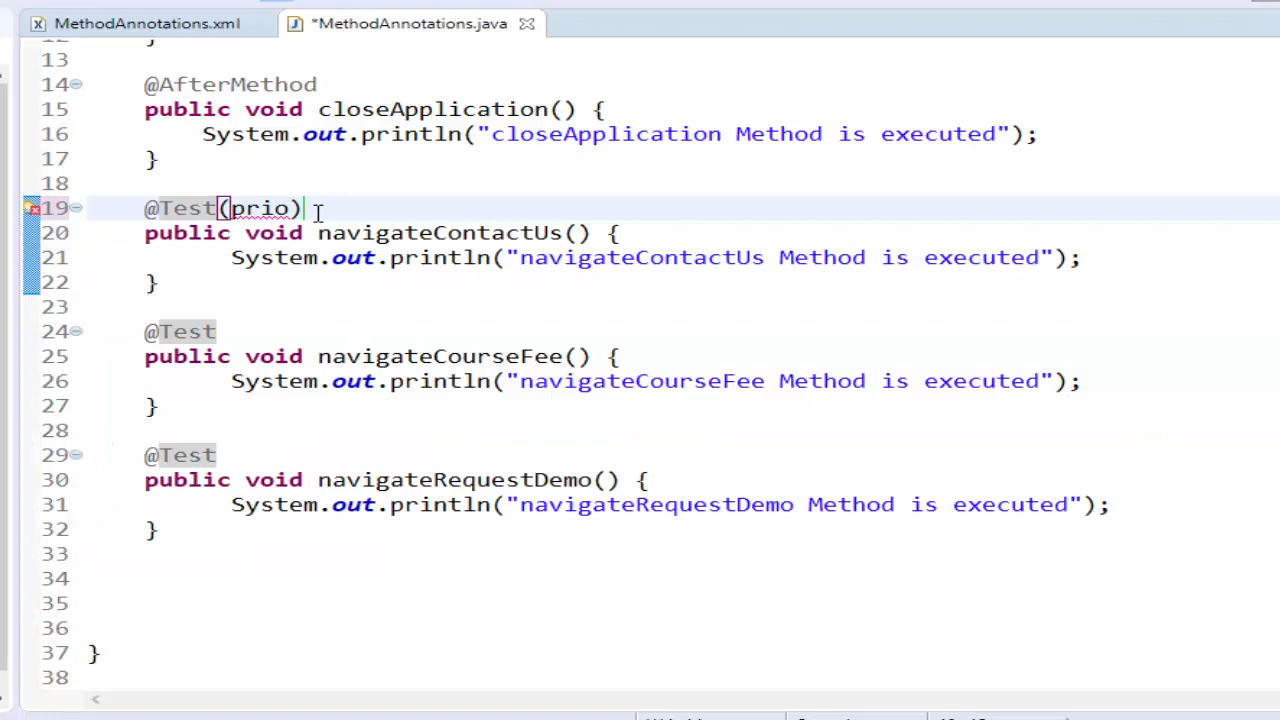 MethodAnnotations.xml *MethodAnnotations.java
13
14 @AfterMethod
15 public void closeApplication() {
16 System.out.println("closeApplication Method is executed");
17 }
18
19 @Test(prio)
20 public void navigateContactUs() {
21 System.out.println("navigateContactUs Method is executed");
22 }
23
24 @Test
25 public void navigateCourseFee() {
26 System.out.println("navigateCourseFee Method is executed");
27 }
28
29 @Test
30 public void navigateRequestDemo() {
31 System.out.println("navigateRequestDemo Method is executed");
32 }
33
34
35
36
37 }
38